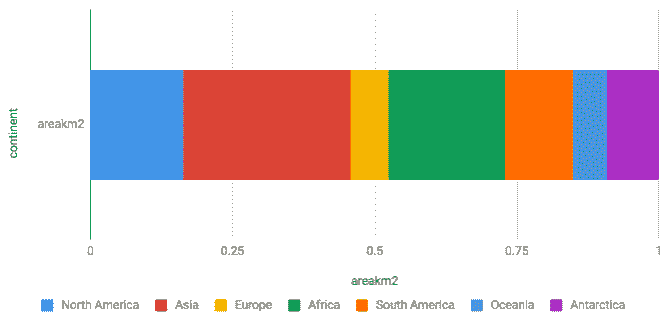 continent
areakm2
0 0.25 0.5 0.75 1
areakm2
North America Asia Europe Africa South America Oceania Antarctica